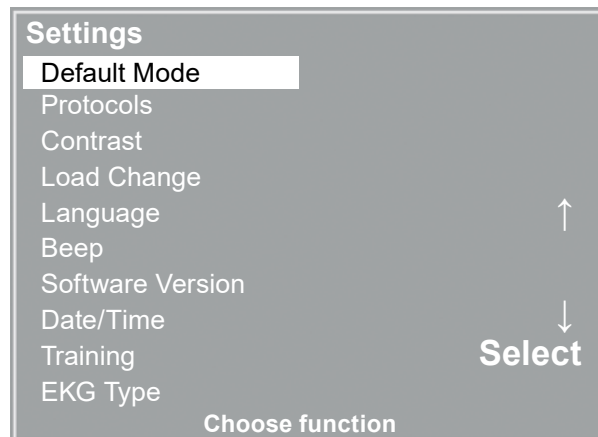 Settings
Default Mode
Protocols
Contrast
Load Change
Language ↑
Beep
Software Version
Date/Time ↓
Training Select
EKG Type
Choose function